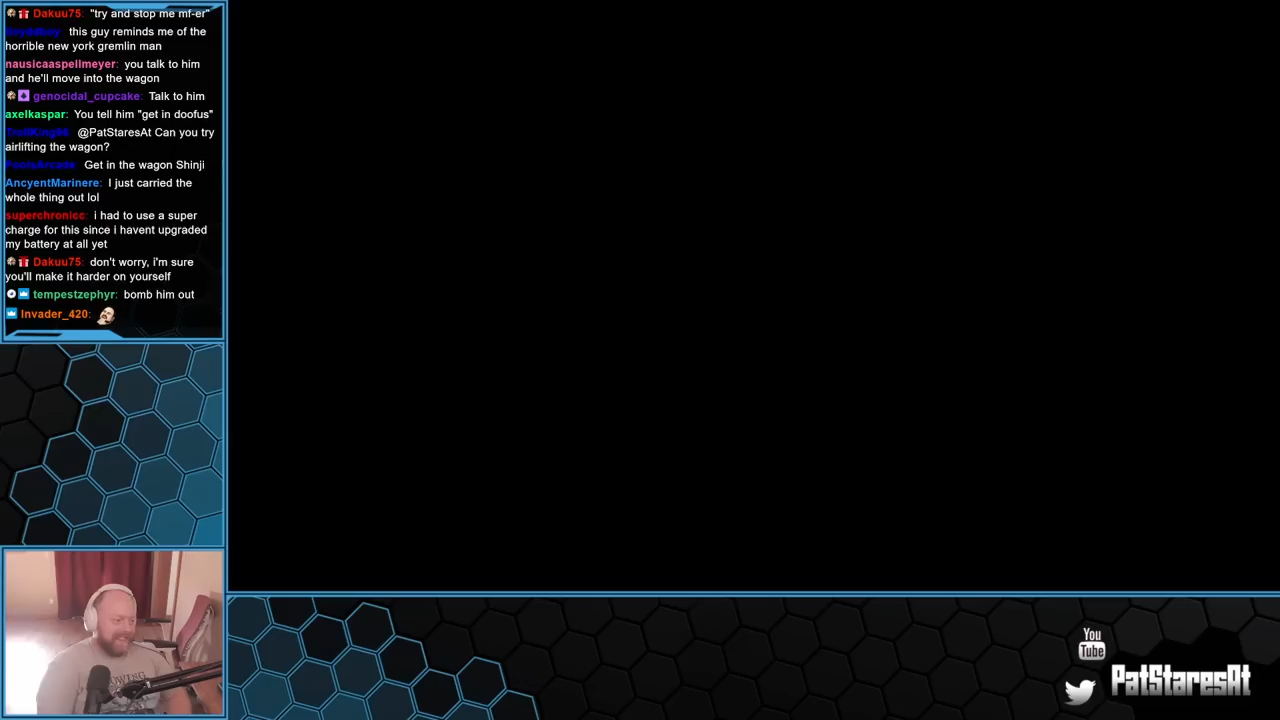 Dakuu75: "try and stop me mf-er"
this guy reminds me of the
horrible new york gremlin man
nausicaaspellmeyer: you talk to him
and he'll move into the wagon
genocidal_cupcake: Talk to him
axelkaspar: You tell him "get in doofus"
TrollKing96 @PatStaresAt Can you try
airlifting the wagon?
Get in the wagon Shinji
AncyentMarinere: I just carried the
whole thing out lol
superchronicc: i had to use a super
charge for this since i havent upgraded
my battery at all yet
Dakuu75: don't worry, i'm sure
you'll make it harder on yourself
tempestzephyr: bomb him out
Invader_420:
You
Tube
PatStaresAt